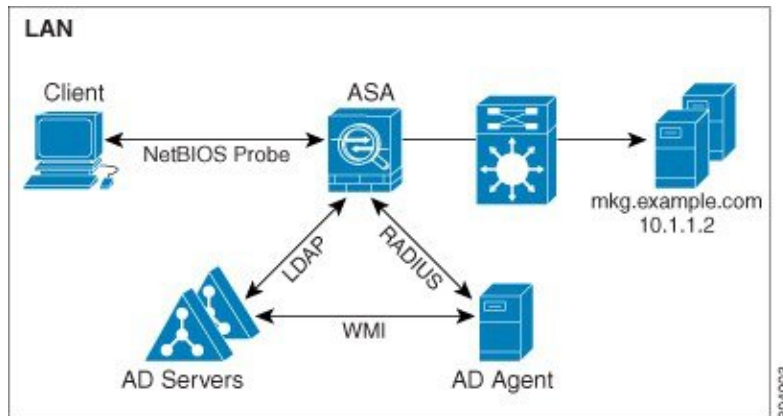 LAN
Client
ASA
NetBIOS Probe
mkg.example.com
10.1.1.2
LDAP
RADIUS
WMI
AD Servers
AD Agent